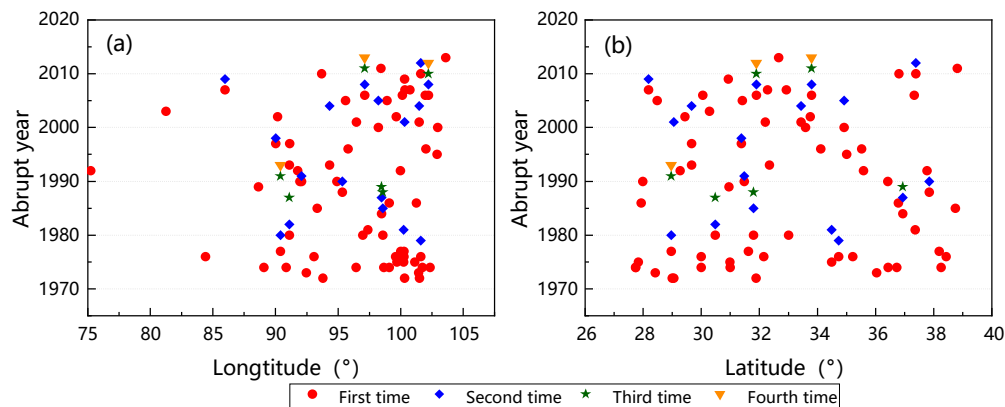 2020
2010
2000
1990
1980
1970
Abrupt year
(a)
75
80
85
90
95
100
105
Longtitude (°)
2020
2010
2000
1990
1980
1970
Abrupt year
(b)
26
28
30
32
34
36
38
40
Latitude (°)
First time
Second time
Third time
Fourth time